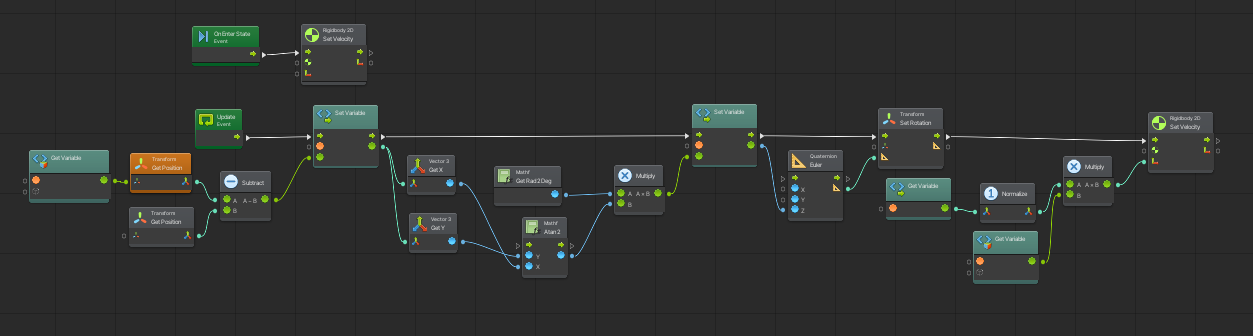 On Enter State
Event
Rigidbody 2D
Set Velocity
Update
Event
Set Variable
Get Variable
Transform
Get Position
Subtract
A A - B
B
Transform
Get Position
Vector 3
Get X
Vector 3
Get Y
Mathf
Get Rad 2 Deg
Mathf
Atan 2
Y
X
Multiply
A A × B
B
Set Variable
Quaternion
Euler
X
Y
Z
Transform
Set Rotation
Get Variable
Normalize
Get Variable
Multiply
A A × B
B
Rigidbody 2D
Set Velocity